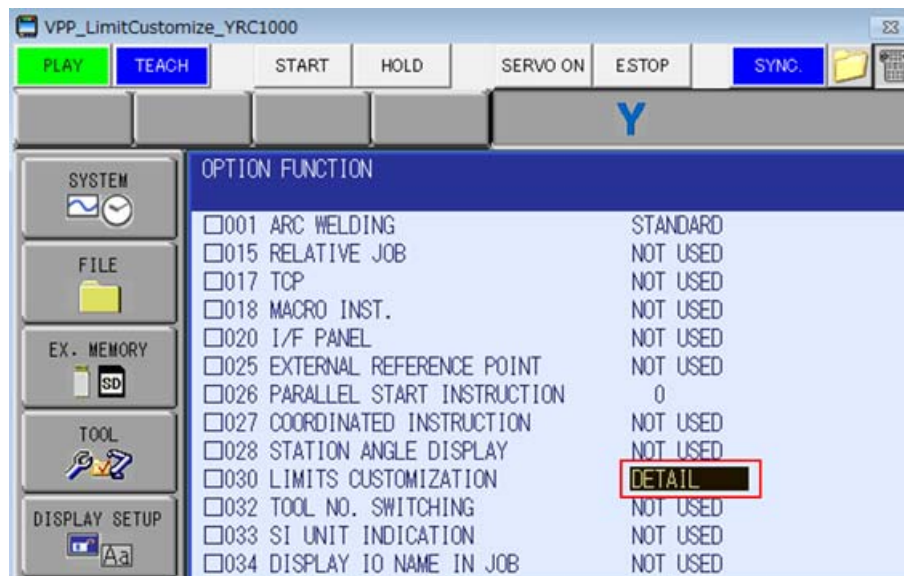 VPP_LimitCustomize_YRC1000
PLAY TEACH START HOLD SERVO ON E.STOP SYNC.
Y
SYSTEM
FILE
EX. MEMORY
SD
TOOL
DISPLAY SETUP
Aa
OPTION FUNCTION
□001 ARC WELDING STANDARD
□015 RELATIVE JOB NOT USED
□017 TCP NOT USED
□018 MACRO INST. NOT USED
□020 I/F PANEL NOT USED
□025 EXTERNAL REFERENCE POINT NOT USED
□026 PARALLEL START INSTRUCTION 0
□027 COORDINATED INSTRUCTION NOT USED
□028 STATION ANGLE DISPLAY NOT USED
□030 LIMITS CUSTOMIZATION DETAIL
□032 TOOL NO. SWITCHING NOT USED
□033 SI UNIT INDICATION NOT USED
□034 DISPLAY IO NAME IN JOB NOT USED